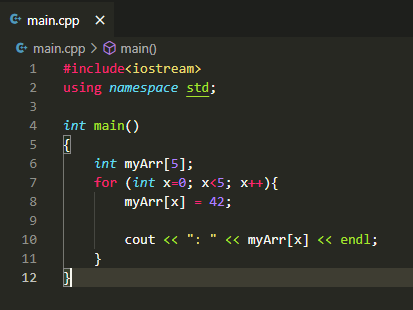 main.cpp ×
main.cpp > main()
1 #include<iostream>
2 using namespace std;
3
4 int main()
5 {
6     int myArr[5];
7     for (int x=0; x<5; x++){
8         myArr[x] = 42;
9
10         cout << ": " << myArr[x] << endl;
11     }
12 }